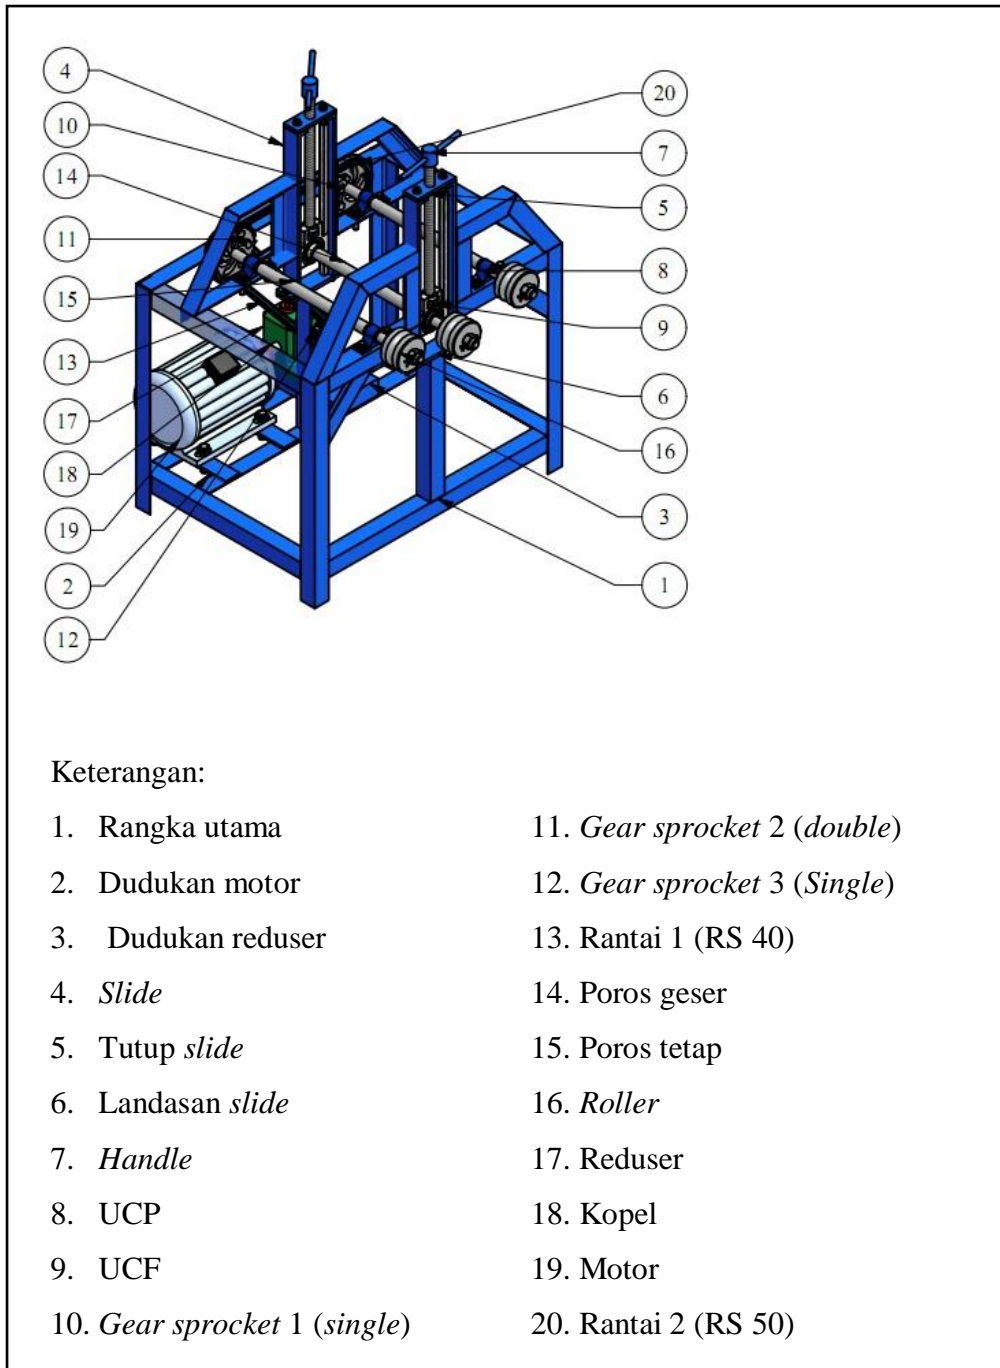 4
10
14
11
15
13
17
18
19
2
12
20
7
5
8
9
6
16
3
1
Keterangan:
1. Rangka utama
2. Dudukan motor
3. Dudukan reduser
4. Slide
5. Tutup slide
6. Landasan slide
7. Handle
8. UCP
9. UCF
10. Gear sprocket 1 (single)
11. Gear sprocket 2 (double)
12. Gear sprocket 3 (Single)
13. Rantai 1 (RS 40)
14. Poros geser
15. Poros tetap
16. Roller
17. Reduser
18. Kopel
19. Motor
20. Rantai 2 (RS 50)